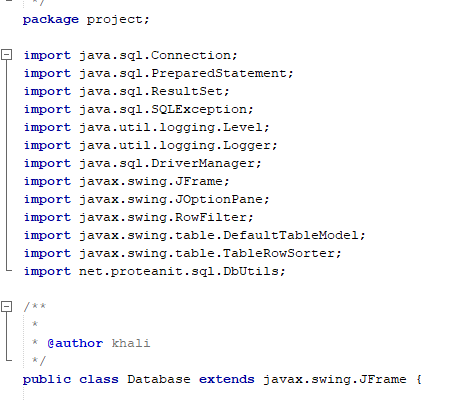 */
package project;
import java.sql.Connection;
import java.sql.PreparedStatement;
import java.sql.ResultSet;
import java.sql.SQLException;
import java.util.logging.Level;
import java.util.logging.Logger;
import java.sql.DriverManager;
import javax.swing.JFrame;
import javax.swing.JOptionPane;
import javax.swing.RowFilter;
import javax.swing.table.DefaultTableModel;
import javax.swing.table.TableRowSorter;
import net.proteanit.sql.DbUtils;
/**
*
* @author khali
*/
public class Database extends javax.swing.JFrame {